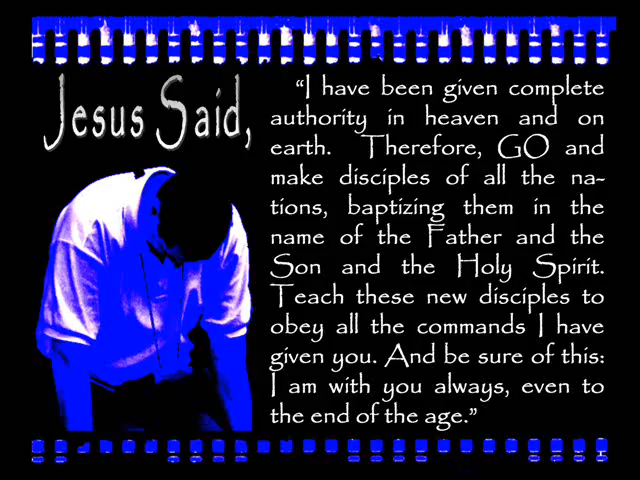 Jesus Said,
“I have been given complete
authority in heaven and on
earth. Therefore, GO and
make disciples of all the na-
tions, baptizing them in the
name of the Father and the
Son and the Holy Spirit.
Teach these new disciples to
obey all the commands I have
given you. And be sure of this:
I am with you always, even to
the end of the age.”